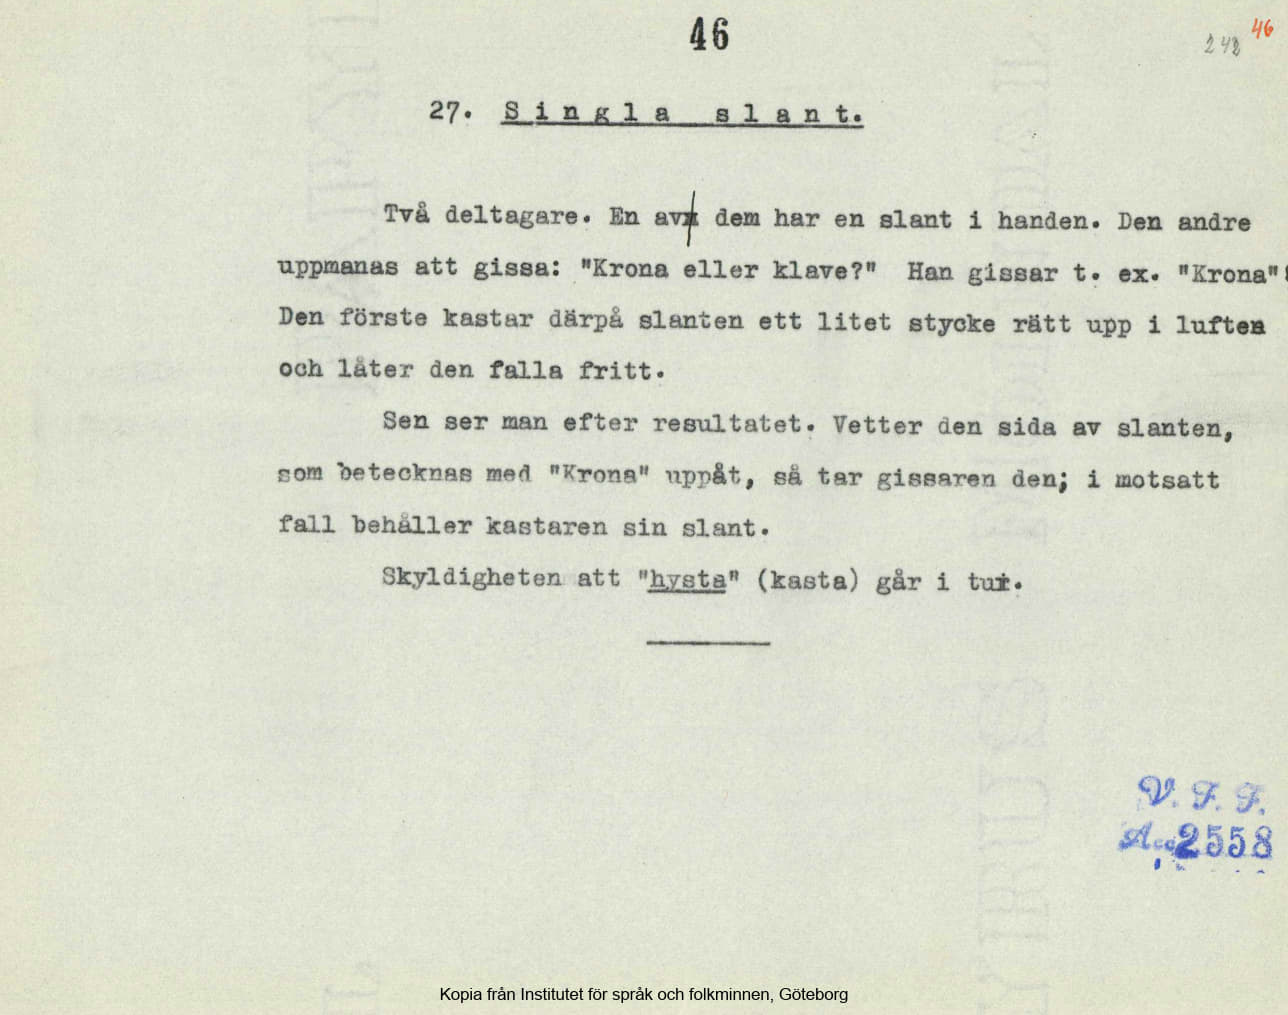 46
242 46
27. Singla slant.
Två deltagare. En av dem har en slant i handen. Den andre
uppmanas att gissa: "Krona eller klave?" Han gissar t. ex. "Krona"!
Den förste kastar därpå slanten ett litet stycke rätt upp i luften
och låter den falla fritt.
Sen ser man efter resultatet. Vetter den sida av slanten,
som betecknas med "Krona" uppåt, så tar gissaren den; i motsatt
fall behåller kastaren sin slant.
Skyldigheten att "hysta" (kasta) går i tur.
V. F. F.
Acc 2558
Kopia från Institutet för språk och folkminnen, Göteborg